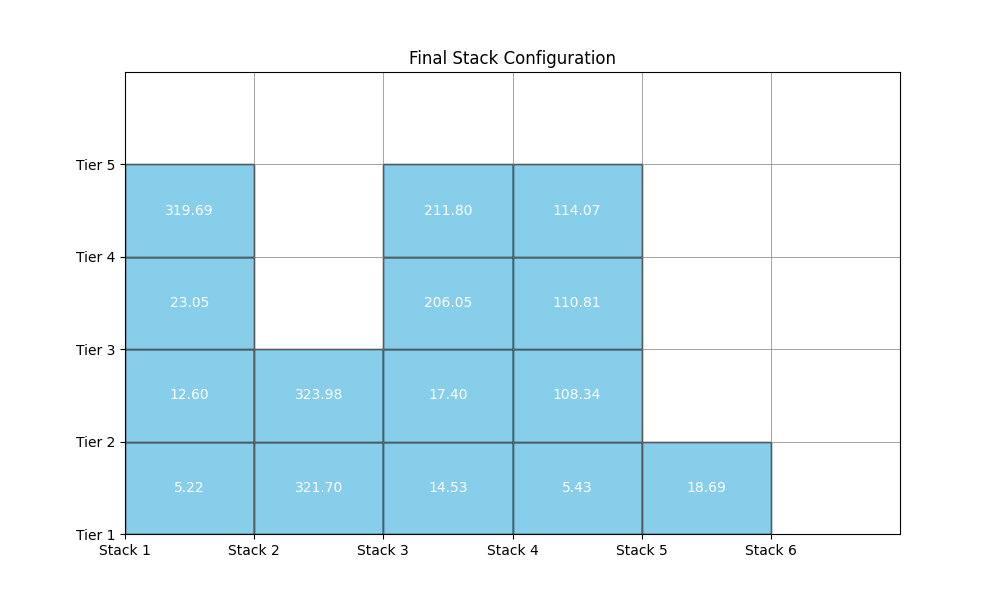 Final Stack Configuration
Tier 5
319.69 211.80 114.07
Tier 4
23.05 206.05 110.81
Tier 3
12.60 323.98 17.40 108.34
Tier 2
5.22 321.70 14.53 5.43 18.69
Tier 1
Stack 1 Stack 2 Stack 3 Stack 4 Stack 5 Stack 6